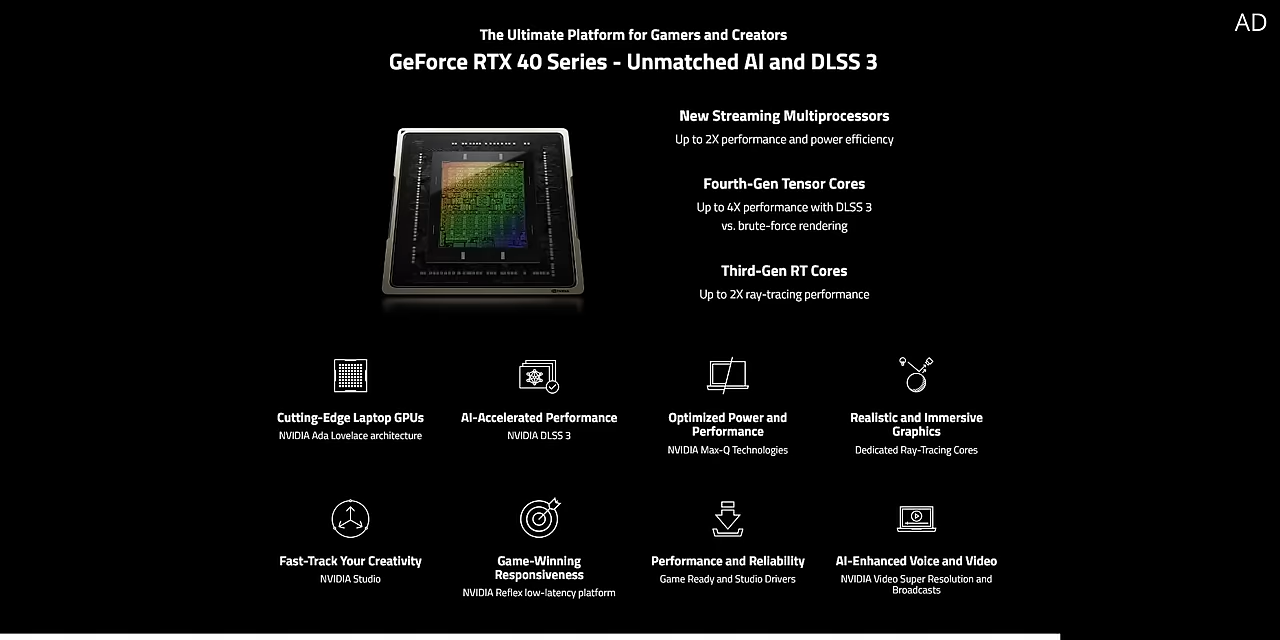 AD
The Ultimate Platform for Gamers and Creators
GeForce RTX 40 Series - Unmatched AI and DLSS 3
New Streaming Multiprocessors
Up to 2X performance and power efficiency
Fourth-Gen Tensor Cores
Up to 4X performance with DLSS 3
vs. brute-force rendering
Third-Gen RT Cores
Up to 2X ray-tracing performance
Cutting-Edge Laptop GPUs
NVIDIA Ada Lovelace architecture
AI-Accelerated Performance
NVIDIA DLSS 3
Optimized Power and
Performance
NVIDIA Max-Q Technologies
Realistic and Immersive
Graphics
Dedicated Ray-Tracing Cores
Fast-Track Your Creativity
NVIDIA Studio
Game-Winning
Responsiveness
NVIDIA Reflex low-latency platform
Performance and Reliability
Game Ready and Studio Drivers
AI-Enhanced Voice and Video
NVIDIA Video Super Resolution and
Broadcasts